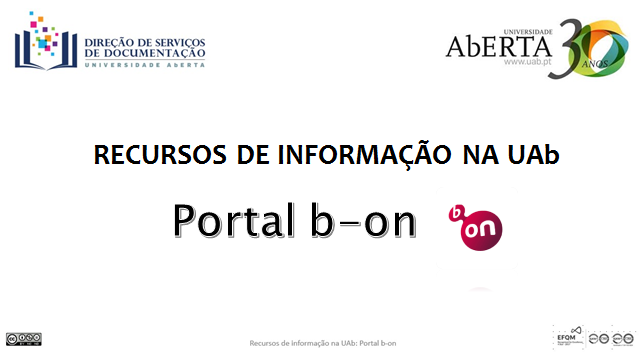 DIREÇÃO DE SERVIÇOS
DE DOCUMENTAÇÃO
UNIVERSIDADE AbERTA
UNIVERSIDADE
AbERTA
www.uab.pt
30
ANOS
RECURSOS DE INFORMAÇÃO NA UAb
Portal b-on
b
on
Recursos de informação na UAb: Portal b-on
cc
EFQM